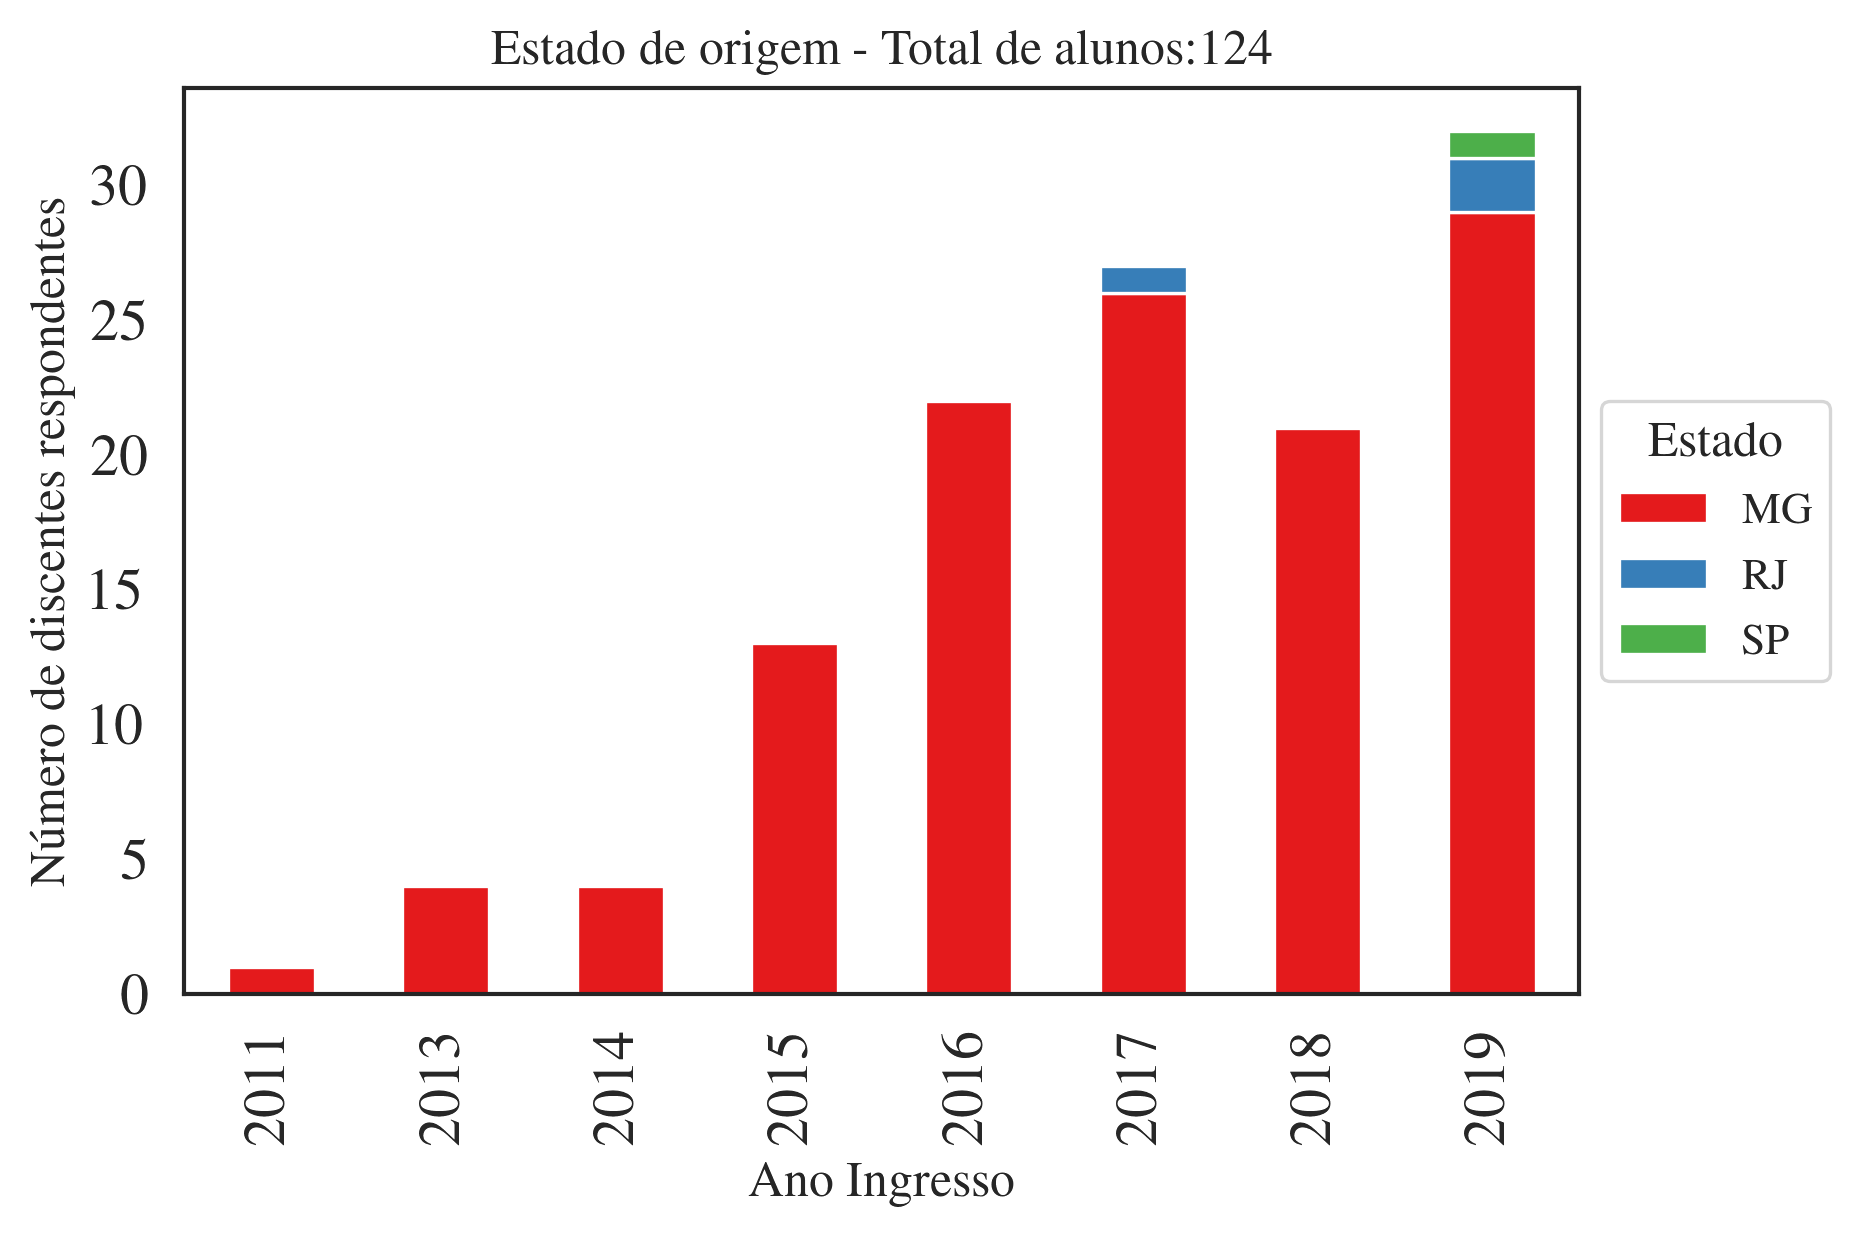 Estado de origem - Total de alunos:124
Número de discentes respondentes
30
25
20
15
10
5
0
2011
2013
2014
2015
2016
2017
2018
2019
Ano Ingresso
Estado
MG
RJ
SP